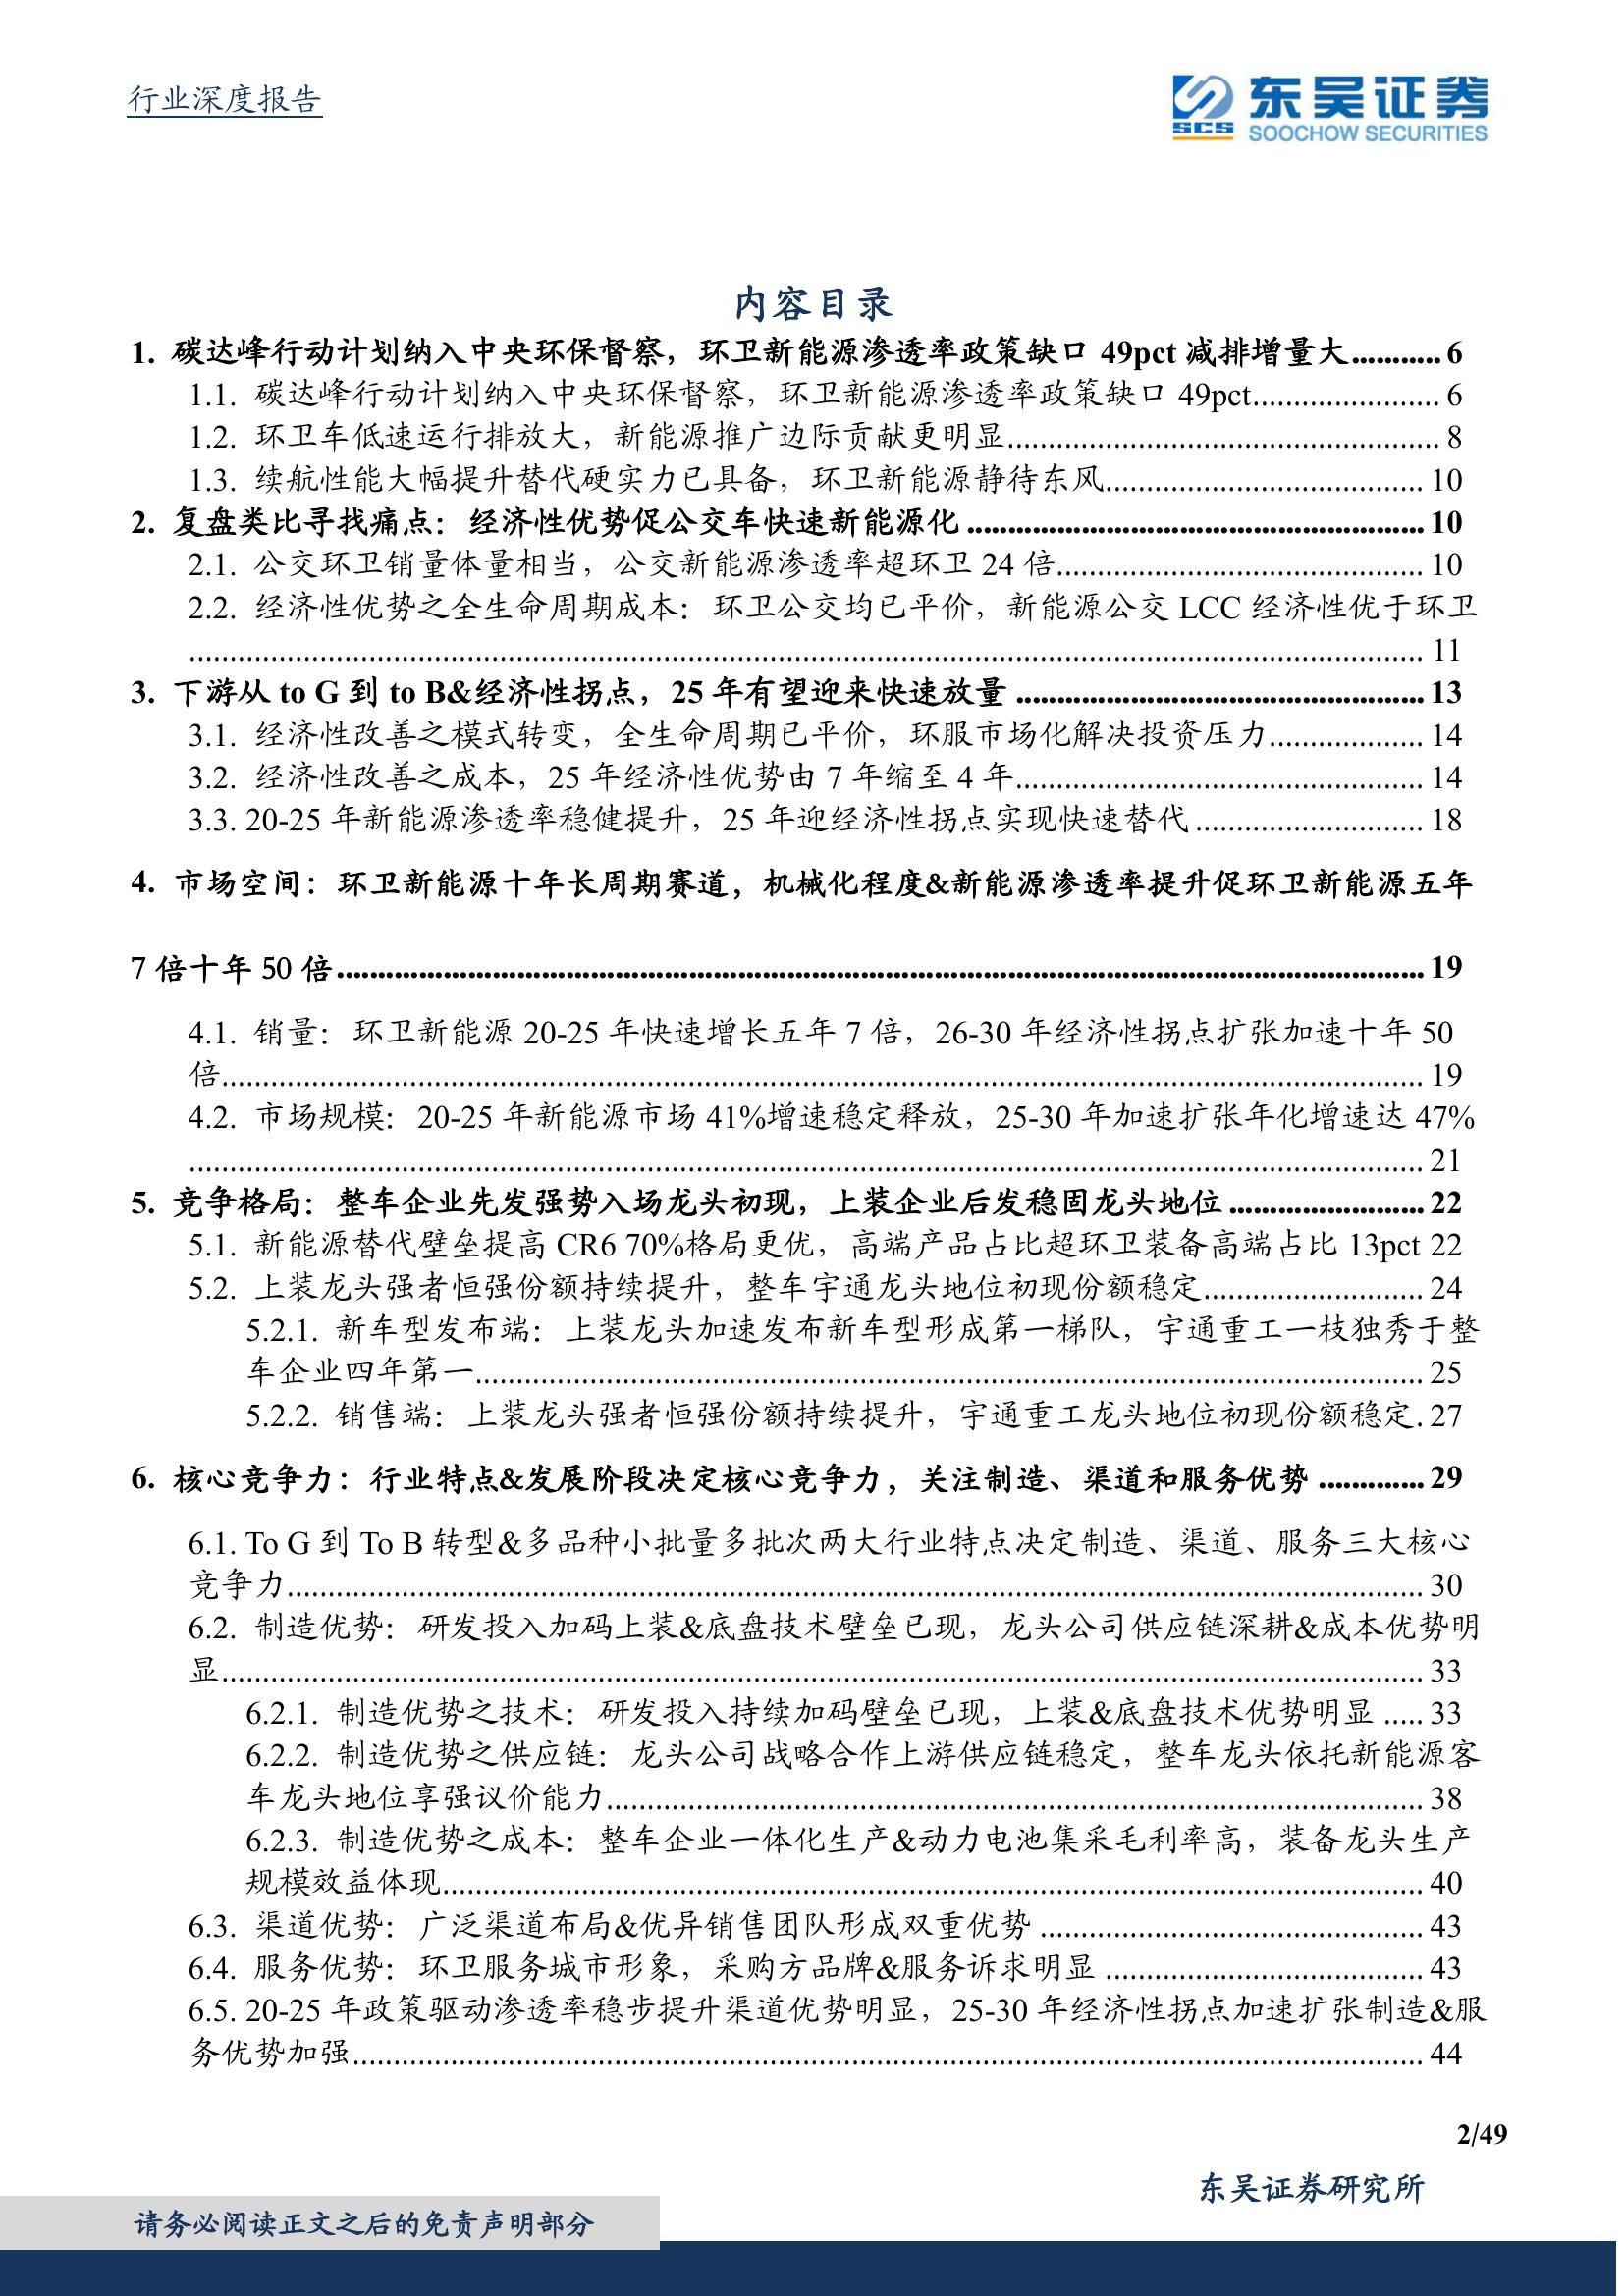 行业深度报告
东吴证券
SCS
SOOCHOW SECURITIES
内容目录
1. 碳达峰行动计划纳入中央环保督察，环卫新能源渗透率政策缺口 49pct 减排增量大........... 6
1.1. 碳达峰行动计划纳入中央环保督察，环卫新能源渗透率政策缺口 49pct....................... 6
1.2. 环卫车低速运行排放大，新能源推广边际贡献更明显..................................................... 8
1.3. 续航性能大幅提升替代硬实力已具备，环卫新能源静待东风....................................... 10
2. 复盘类比寻找痛点：经济性优势促公交车快速新能源化 ........................................................ 10
2.1. 公交环卫销量体量相当，公交新能源渗透率超环卫 24 倍............................................. 10
2.2. 经济性优势之全生命周期成本：环卫公交均已平价，新能源公交 LCC 经济性优于环卫
........................................................................................................................................................ 11
3. 下游从 to G 到 to B&经济性拐点，25 年有望迎来快速放量 .................................................. 13
3.1. 经济性改善之模式转变，全生命周期已平价，环服市场化解决投资压力................... 14
3.2. 经济性改善之成本，25 年经济性优势由 7 年缩至 4 年.................................................. 14
3.3. 20-25 年新能源渗透率稳健提升，25 年迎经济性拐点实现快速替代 ............................ 18
4. 市场空间：环卫新能源十年长周期赛道，机械化程度&新能源渗透率提升促环卫新能源五年
7 倍十年 50 倍..................................................................................................................................... 19
4.1. 销量：环卫新能源 20-25 年快速增长五年 7 倍，26-30 年经济性拐点扩张加速十年 50
倍.................................................................................................................................................... 19
4.2. 市场规模：20-25 年新能源市场 41%增速稳定释放，25-30 年加速扩张年化增速达 47%
........................................................................................................................................................ 21
5. 竞争格局：整车企业先发强势入场龙头初现，上装企业后发稳固龙头地位 ........................ 22
5.1. 新能源替代壁垒提高 CR6 70%格局更优，高端产品占比超环卫装备高端占比 13pct 22
5.2. 上装龙头强者恒强份额持续提升，整车宇通龙头地位初现份额稳定........................... 24
5.2.1. 新车型发布端：上装龙头加速发布新车型形成第一梯队，宇通重工一枝独秀于整
车企业四年第一..................................................................................................................... 25
5.2.2. 销售端：上装龙头强者恒强份额持续提升，宇通重工龙头地位初现份额稳定. 27
6. 核心竞争力：行业特点&发展阶段决定核心竞争力，关注制造、渠道和服务优势 ............. 29
6.1. To G 到 To B 转型&多品种小批量多批次两大行业特点决定制造、渠道、服务三大核心
竞争力............................................................................................................................................ 30
6.2. 制造优势：研发投入加码上装&底盘技术壁垒已现，龙头公司供应链深耕&成本优势明
显.................................................................................................................................................... 33
6.2.1. 制造优势之技术：研发投入持续加码壁垒已现，上装&底盘技术优势明显 ..... 33
6.2.2. 制造优势之供应链：龙头公司战略合作上游供应链稳定，整车龙头依托新能源客
车龙头地位享强议价能力..................................................................................................... 38
6.2.3. 制造优势之成本：整车企业一体化生产&动力电池集采毛利率高，装备龙头生产
规模效益体现......................................................................................................................... 40
6.3. 渠道优势：广泛渠道布局&优异销售团队形成双重优势 ............................................... 43
6.4. 服务优势：环卫服务城市形象，采购方品牌&服务诉求明显 ....................................... 43
6.5. 20-25 年政策驱动渗透率稳步提升渠道优势明显，25-30 年经济性拐点加速扩张制造&服
务优势加强.................................................................................................................................... 44
2/49
东吴证券研究所
请务必阅读正文之后的免责声明部分